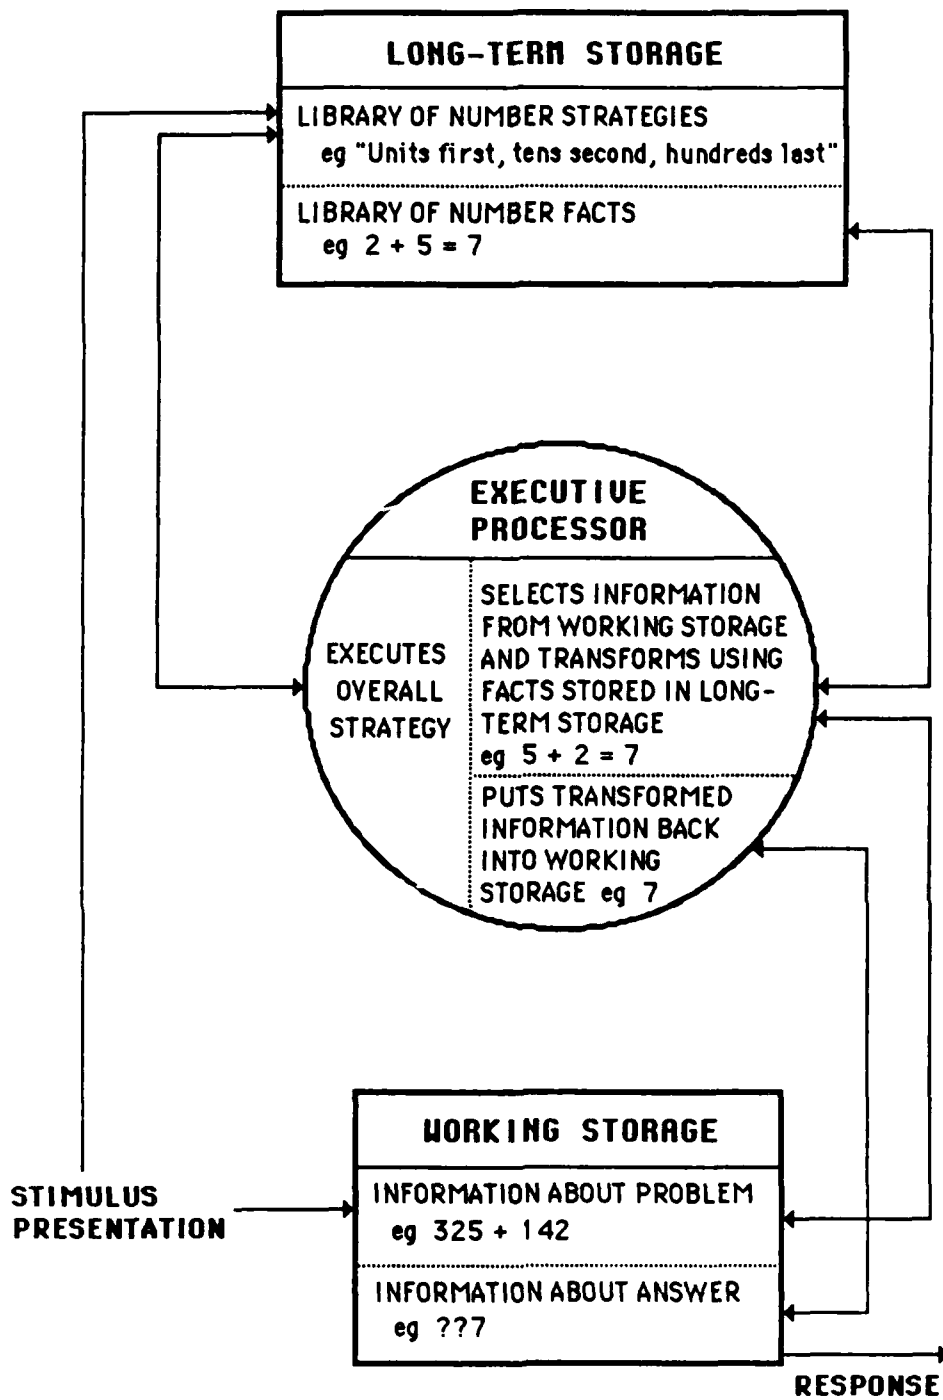 LONG-TERM STORAGE
LIBRARY OF NUMBER STRATEGIES
eg "Units first, tens second, hundreds last"
LIBRARY OF NUMBER FACTS
eg 2 + 5 = 7
EXECUTIVE
PROCESSOR
EXECUTES
OVERALL
STRATEGY
SELECTS INFORMATION
FROM WORKING STORAGE
AND TRANSFORMS USING
FACTS STORED IN LONG-
TERM STORAGE
eg 5 + 2 = 7
PUTS TRANSFORMED
INFORMATION BACK
INTO WORKING
STORAGE eg 7
WORKING STORAGE
STIMULUS
PRESENTATION
INFORMATION ABOUT PROBLEM
eg 325 + 142
INFORMATION ABOUT ANSWER
eg ??7
RESPONSE